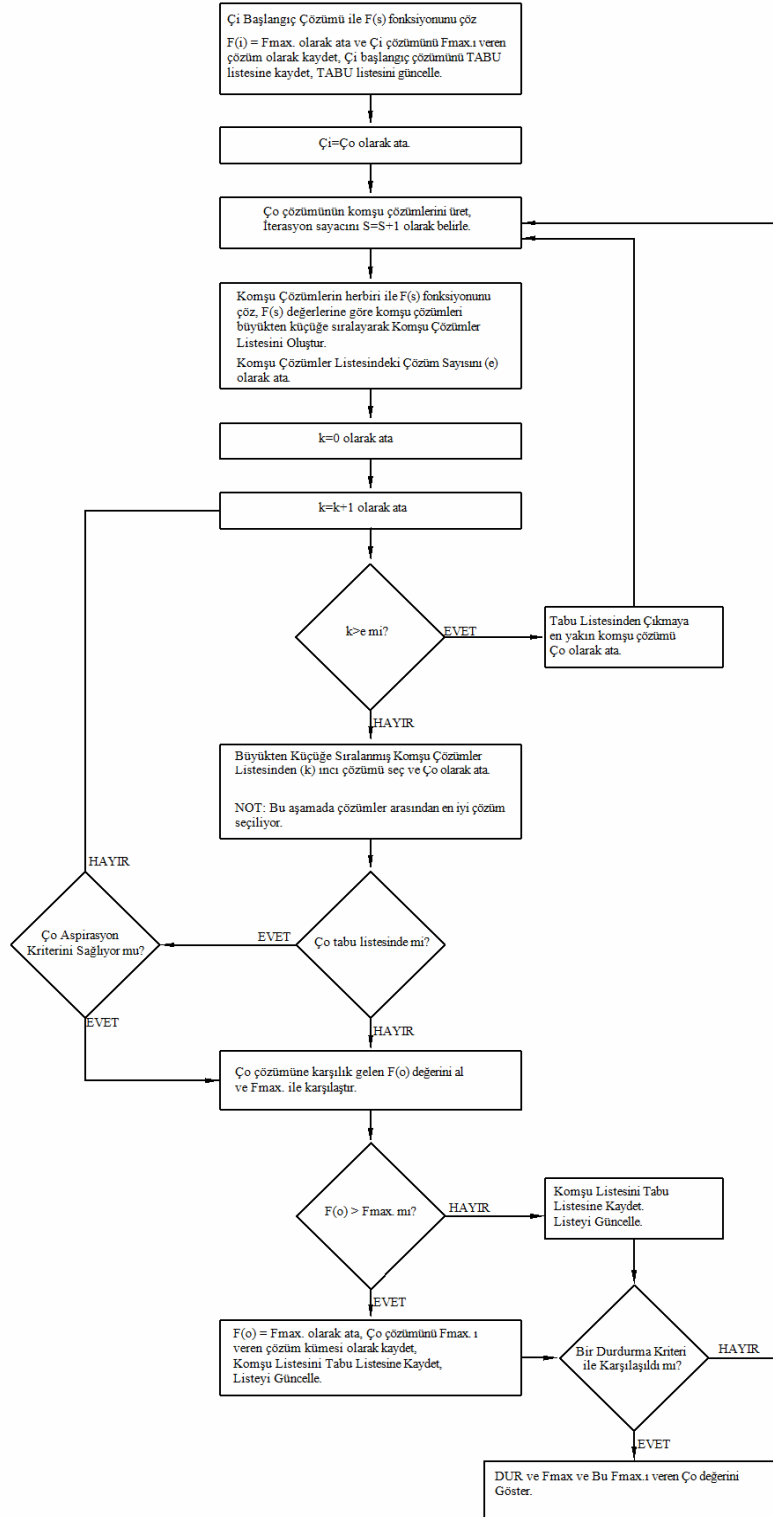 Çi Başlangıç Çözümü ile F(s) fonksiyonunu çöz
F(i) = Fmax. olarak ata ve Çi çözümünü Fmax.ı veren
çözüm olarak kaydet, Çi başlangıç çözümünü TABU
listesine kaydet, TABU listesini güncelle.
Çi=Ço olarak ata.
Ço çözümünün komşu çözümlerini üret,
İterasyon sayacını S=S+1 olarak belirle.
Komşu Çözümlerin herbiri ile F(s) fonksiyonunu
çöz, F(s) değerlerine göre komşu çözümleri
büyükten küçüğe sıralayarak Komşu Çözümler
Listesini Oluştur.
Komşu Çözümler Listesindeki Çözüm Sayısını (e)
olarak ata.
k=0 olarak ata
k=k+1 olarak ata
k>e mi?
EVET
Tabu Listesinden Çıkmaya
en yakın komşu çözümü
Ço olarak ata.
HAYIR
Büyükten Küçüğe Sıralanmış Komşu Çözümler
Listesinden (k) ıncı çözümü seç ve Ço olarak ata.
NOT: Bu aşamada çözümler arasından en iyi çözüm
seçiliyor.
HAYIR
Ço Aspirasyon
Kriterini Sağlıyor mu?
EVET
Ço tabu listesinde mi?
EVET
HAYIR
Ço çözümüne karşılık gelen F(o) değerini al
ve Fmax. ile karşılaştır.
F(o) > Fmax. mı?
HAYIR
Komşu Listesini Tabu
Listesine Kaydet.
Listeyi Güncelle.
EVET
F(o) = Fmax. olarak ata, Ço çözümünü Fmax. ı
veren çözüm kümesi olarak kaydet,
Komşu Listesini Tabu Listesine Kaydet,
Listeyi Güncelle.
Bir Durdurma Kriteri
ile Karşılaşıldı mı?
HAYIR
EVET
DUR ve Fmax ve Bu Fmax.ı veren Ço değerini
Göster.